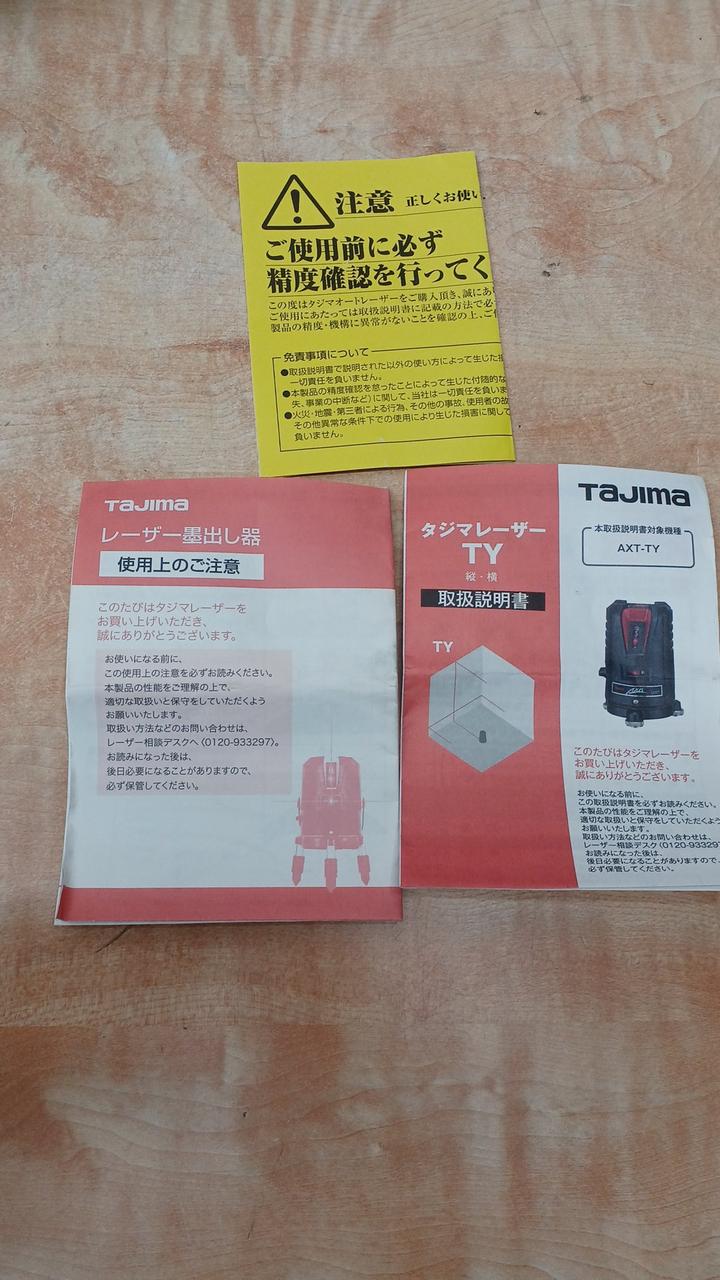 注意 正しくお使い
ご使用前に必ず
精度確認を行ってく
この度はタジマオートレーザーをご購入頂き、誠にあ
ご使用にあたっては取扱説明書に記載の方法で必
製品の精度・機構に異常がないことを確認の上、ご
免責事項について
●取扱説明書で説明された以外の使い方によって生じた損
一切責任を負いません。
●本製品の精度確認を怠ったことによって生じた付随的な
失、事業の中断など)に関して、当社は一切責任を負いま
●火災・地震・第三者による行為、その他の事故、使用者の故
その他異常な条件下での使用により生じた損害に関して
負いません。
TAJIMA
レーザー墨出し器
使用上のご注意
このたびはタジマレーザーを
お買い上げいただき、
誠にありがとうございます。
お使いになる前に、
この使用上の注意を必ずお読みください。
本製品の性能をご理解の上で、
適切な取扱いと保守をしていただくよう
お願いいたします。
取扱い方法などのお問い合わせは、
レーザー相談デスクへ〈0120-933297〉。
お読みになった後は、
後日必要になることがありますので、
必ず保管してください。
タジマレーザー
TY
縦・横
取扱説明書
TY
TAJIMA
本取扱説明書対象機種
AXT-TY
このたびはタジマレーザーを
お買い上げいただき、
誠にありがとうございます。
お使いになる前に、
この取扱説明書を必ずお読みください。
本製品の性能をご理解の上で、
適切な取扱いと保守をしていただくよう
お願いいたします。
取扱い方法などのお問い合わせは、
レーザー相談デスク〈0120-93329
お読みになった後は、
後日必要になることがありますので、
必ず保管してください。